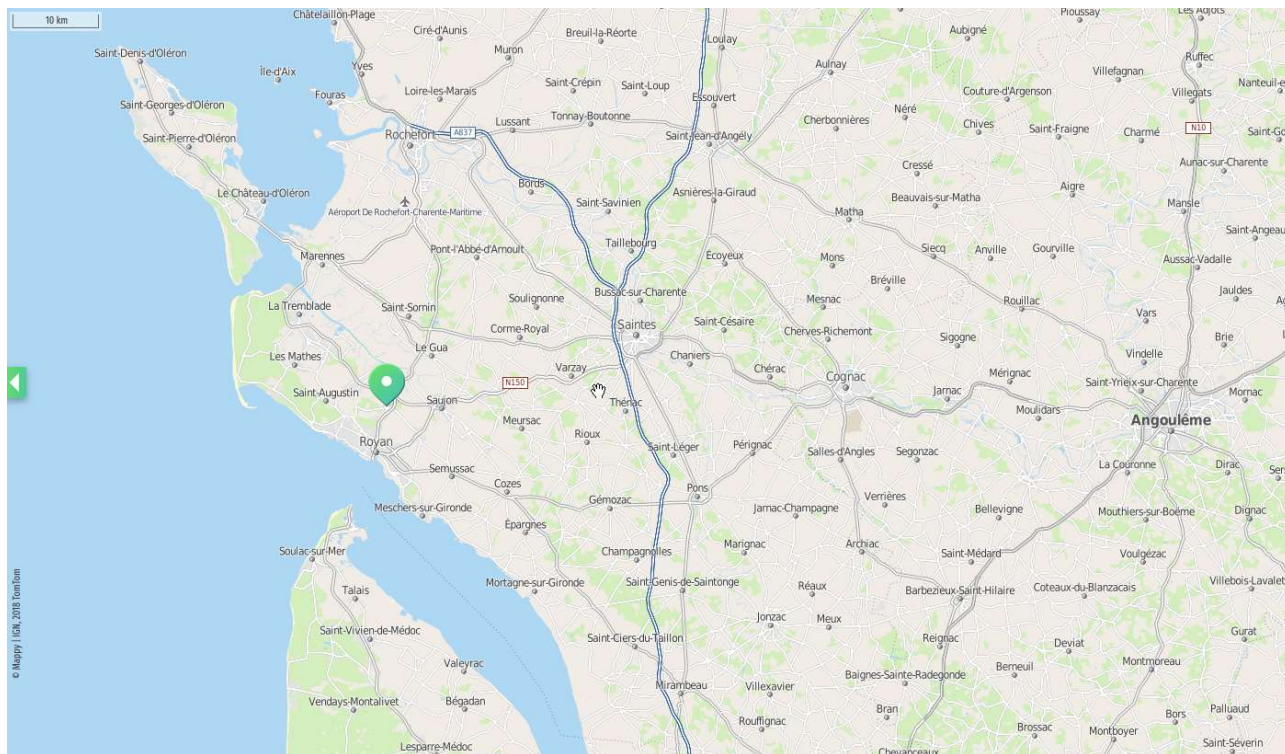 10 km
Châtelaillon-Plage
Ciré-d'Aunis
Breuil-la-Réorte
Muron
Loulay
Aubigné
Pioussay
Les Adjots
Saint-Denis-d'Oléron
Île-d'Aix
Yves
Aulnay
Villefagnan
Ruffec
Nanteuil-e
Fouras
Loire-les-Marais
Saint-Crépin
Saint-Loup
Essouvert
Couture-d'Argenson
Villegats
Saint-Georges-d'Oléron
Lussant
Tonnay-Boutonne
Néré
Cherbonnières
Chives
Saint-Fraigne
Charmé
N10
Saint-Go
Saint-Pierre-d'Oléron
Rochefort
A837
Saint-Jean-d'Angély
Cressé
Aunac-sur-Charente
Le Château-d'Oléron
Bords
Asnières-la-Giraud
Beauvais-sur-Matha
Aigre
Mansle
Aéroport De Rochefort-Charente-Maritime
Saint-Savinien
Matha
Saint-Angeau
Marennes
Pont-l'Abbé-d'Arnoult
Taillebourg
Écoyeux
Mons
Siecq
Anville
Gourville
Aussac-Vadalle
Bréville
Jauldes
La Tremblade
Saint-Sornin
Soulignonne
Bussac-sur-Charente
Mesnac
Rouillac
Vars
Corme-Royal
Saintes
Saint-Césaire
Cherves-Richemont
Sigogne
Brie
Les Mathes
Le Gua
Varzay
Chaniers
Chérac
Cognac
Mérignac
Vindelle
Saint-Augustin
N150
Jarnac
Saint-Yrieix-sur-Charente
Mornac
Saujon
Meursac
Thénac
Moulidars
Angoulême
Royan
Rioux
Saint-Léger
Pérignac
Salles-d'Angles
Segonzac
La Couronne
Dirac
Semussac
Cozes
Gémozac
Pons
Verrières
Meschers-sur-Gironde
Jarnac-Champagne
Bellevigne
Mouthiers-sur-Boëme
Dignac
Épargnes
Soulac-sur-Mer
Champagnolles
Marignac
Archiac
Saint-Médard
Voulgézac
Talais
Mortagne-sur-Gironde
Saint-Genis-de-Saintonge
Réaux
Barbezieux-Saint-Hilaire
Coteaux-du-Blanzacais
Villebois-Lavalet
Saint-Vivien-de-Médoc
Saint-Ciers-du-Taillon
Jonzac
Meux
Reignac
Deviat
Gurat
Valeyrac
Mirambeau
Villexavier
Baignes-Sainte-Radegonde
Berneuil
Montmoreau
Vendays-Montalivet
Bégadan
Rouffignac
Bran
Brossac
Montboyer
Bors
Palluaud
Lesparre-Médoc
Chevanceaux
Saint-Séverin
© Mappy | IGN, 2018 TomTom